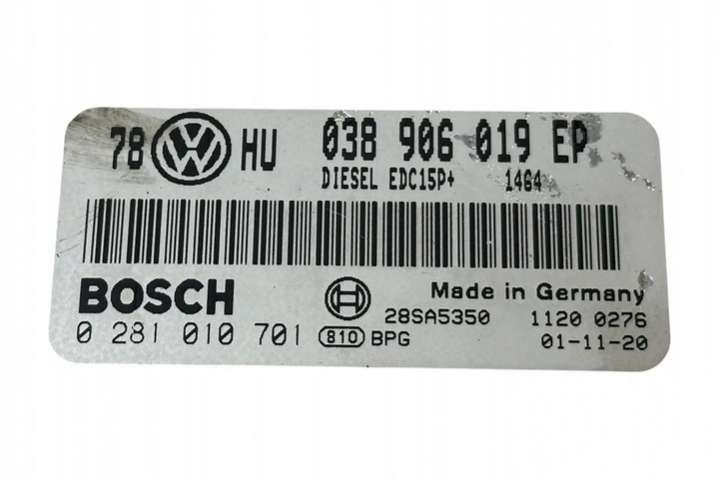 78 VW HU 038 906 019 EP
DIESEL EDC15P+ 1464
BOSCH Made in Germany
28SA5350 1120 0276
0 281 010 701 810 BPG 01-11-20